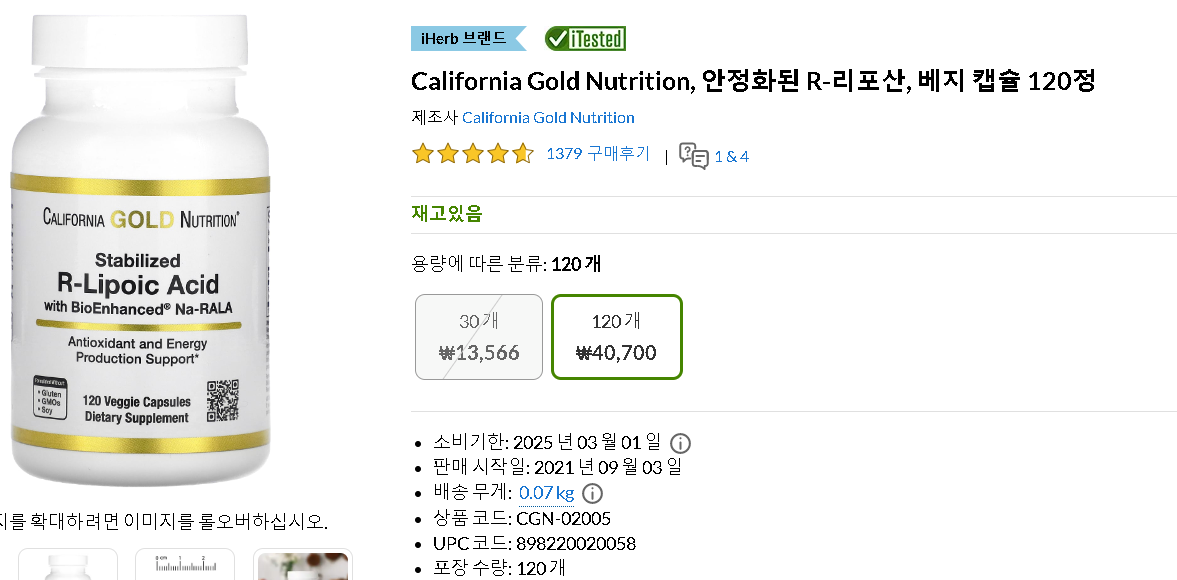 iHerb 브랜드
iTested
California Gold Nutrition, 안정화된 R-리포산, 베지 캡슐 120정
제조사 California Gold Nutrition
1379 구매후기 | 1 & 4
재고있음
용량에 따른 분류: 120 개
30 개
₩13,566
120 개
₩40,700
소비기한: 2025 년 03 월 01 일
판매 시작일: 2021 년 09 월 03 일
배송 무게: 0.07 kg
상품 코드: CGN-02005
UPC 코드: 898220020058
포장 수량: 120 개
CALIFORNIA GOLD NUTRITION®
Stabilized
R-Lipoic Acid
with BioEnhanced® Na-RALA
Antioxidant and Energy
Production Support*
• Gluten
• GMOs
• Soy
120 Veggie Capsules
Dietary Supplement
지를 확대하려면 이미지를 롤오버하십시오.
0 cm 1 2